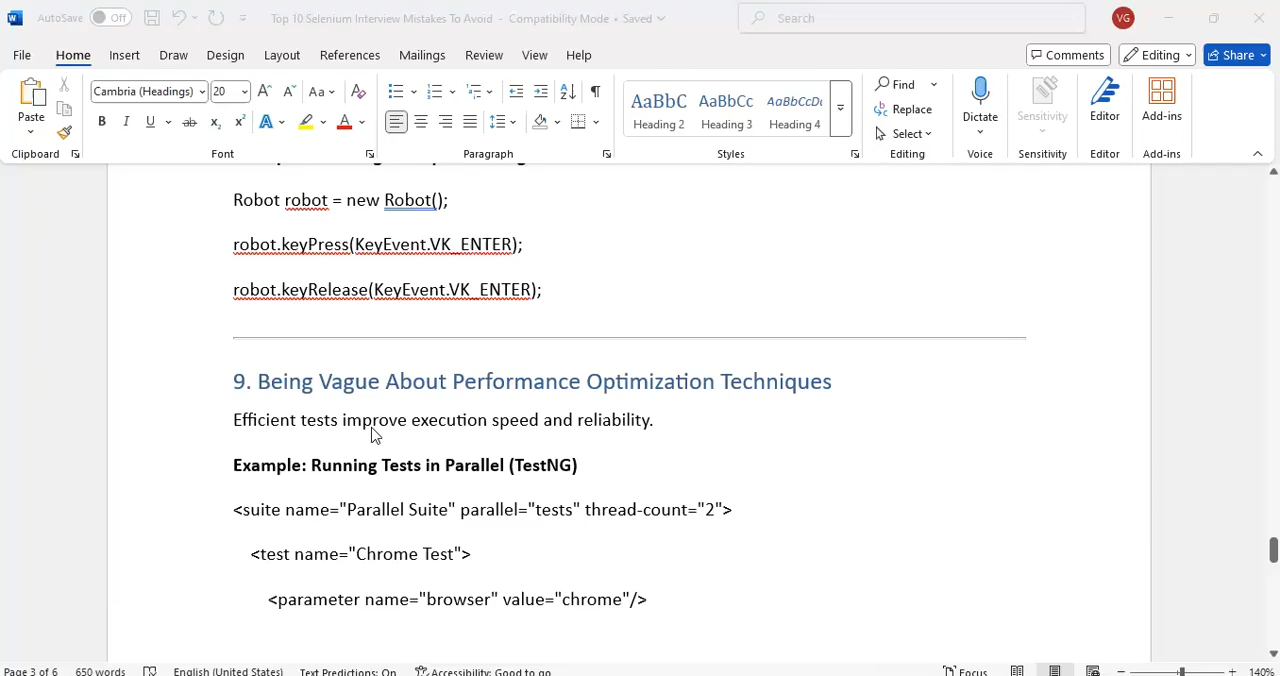 AutoSave Off Top 10 Selenium Interview Mistakes To Avoid - Compatibility Mode • Saved Search VG
File Home Insert Draw Design Layout References Mailings Review View Help Comments Editing Share
Paste Cambria (Headings) 20 A A Aa A AaBbC AaBbCc AaBbCcDı Find Dictate Sensitivity Editor Add-ins
B I U ab x₂ x² A A Heading 2 Heading 3 Heading 4 Replace
Select
Clipboard Font Paragraph Styles Editing Voice Sensitivity Editor Add-ins
Robot robot = new Robot();
robot.keyPress(KeyEvent.VK_ENTER);
robot.keyRelease(KeyEvent.VK_ENTER);
9. Being Vague About Performance Optimization Techniques
Efficient tests improve execution speed and reliability.
Example: Running Tests in Parallel (TestNG)
<suite name="Parallel Suite" parallel="tests" thread-count="2">
<test name="Chrome Test">
<parameter name="browser" value="chrome"/>
Page 3 of 6 650 words English (United States) Text Predictions: On Accessibility: Good to go Focus 140%